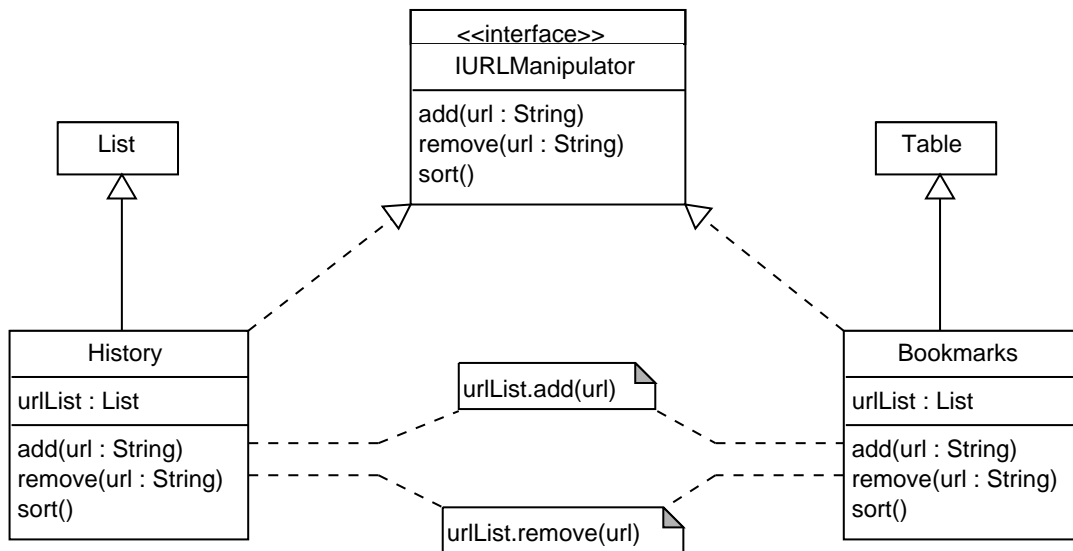 <<interface>>
IURLManipulator
add(url : String)
remove(url : String)
sort()
List
Table
History
urlList : List
add(url : String)
remove(url : String)
sort()
urlList.add(url)
urlList.remove(url)
Bookmarks
urlList : List
add(url : String)
remove(url : String)
sort()